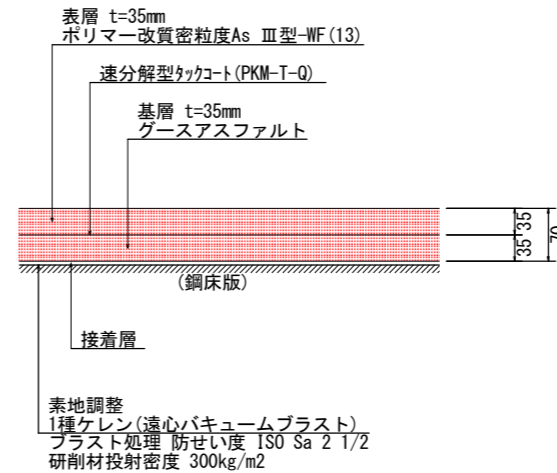 表層 t=35mm
ポリマー改質密粒度As Ⅲ型-WF(13)
速分解型タックコート(PKM-T-Q)
基層 t=35mm
グースアスファルト
35
35
70
(鋼床版)
接着層
素地調整
1種ケレン(遠心バキュームブラスト)
ブラスト処理 防せい度 ISO Sa 2 1/2
研削材投射密度 300kg/m2